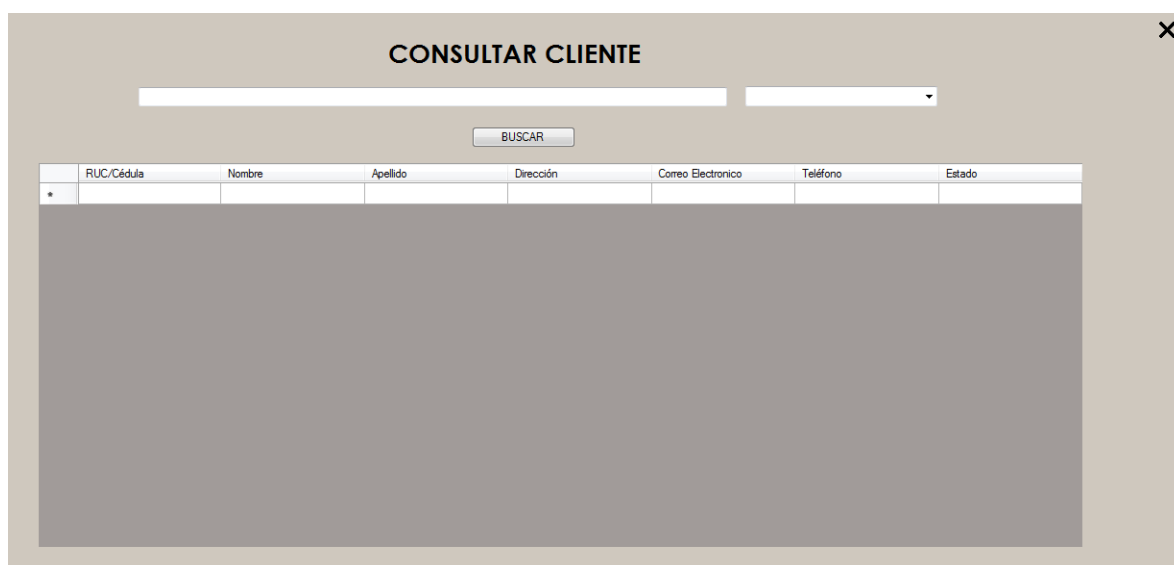 CONSULTAR CLIENTE
BUSCAR
RUC/Cédula Nombre Apellido Dirección Correo Electronico Teléfono Estado
*